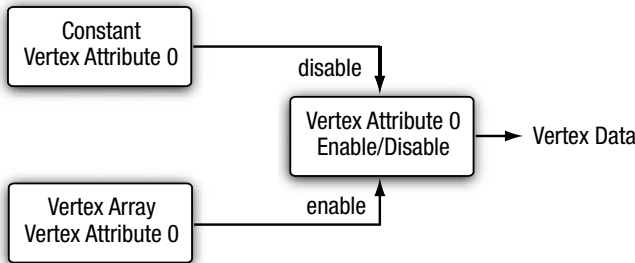 Constant
Vertex Attribute 0
disable
Vertex Attribute 0
Enable/Disable
Vertex Data
Vertex Array
Vertex Attribute 0
enable